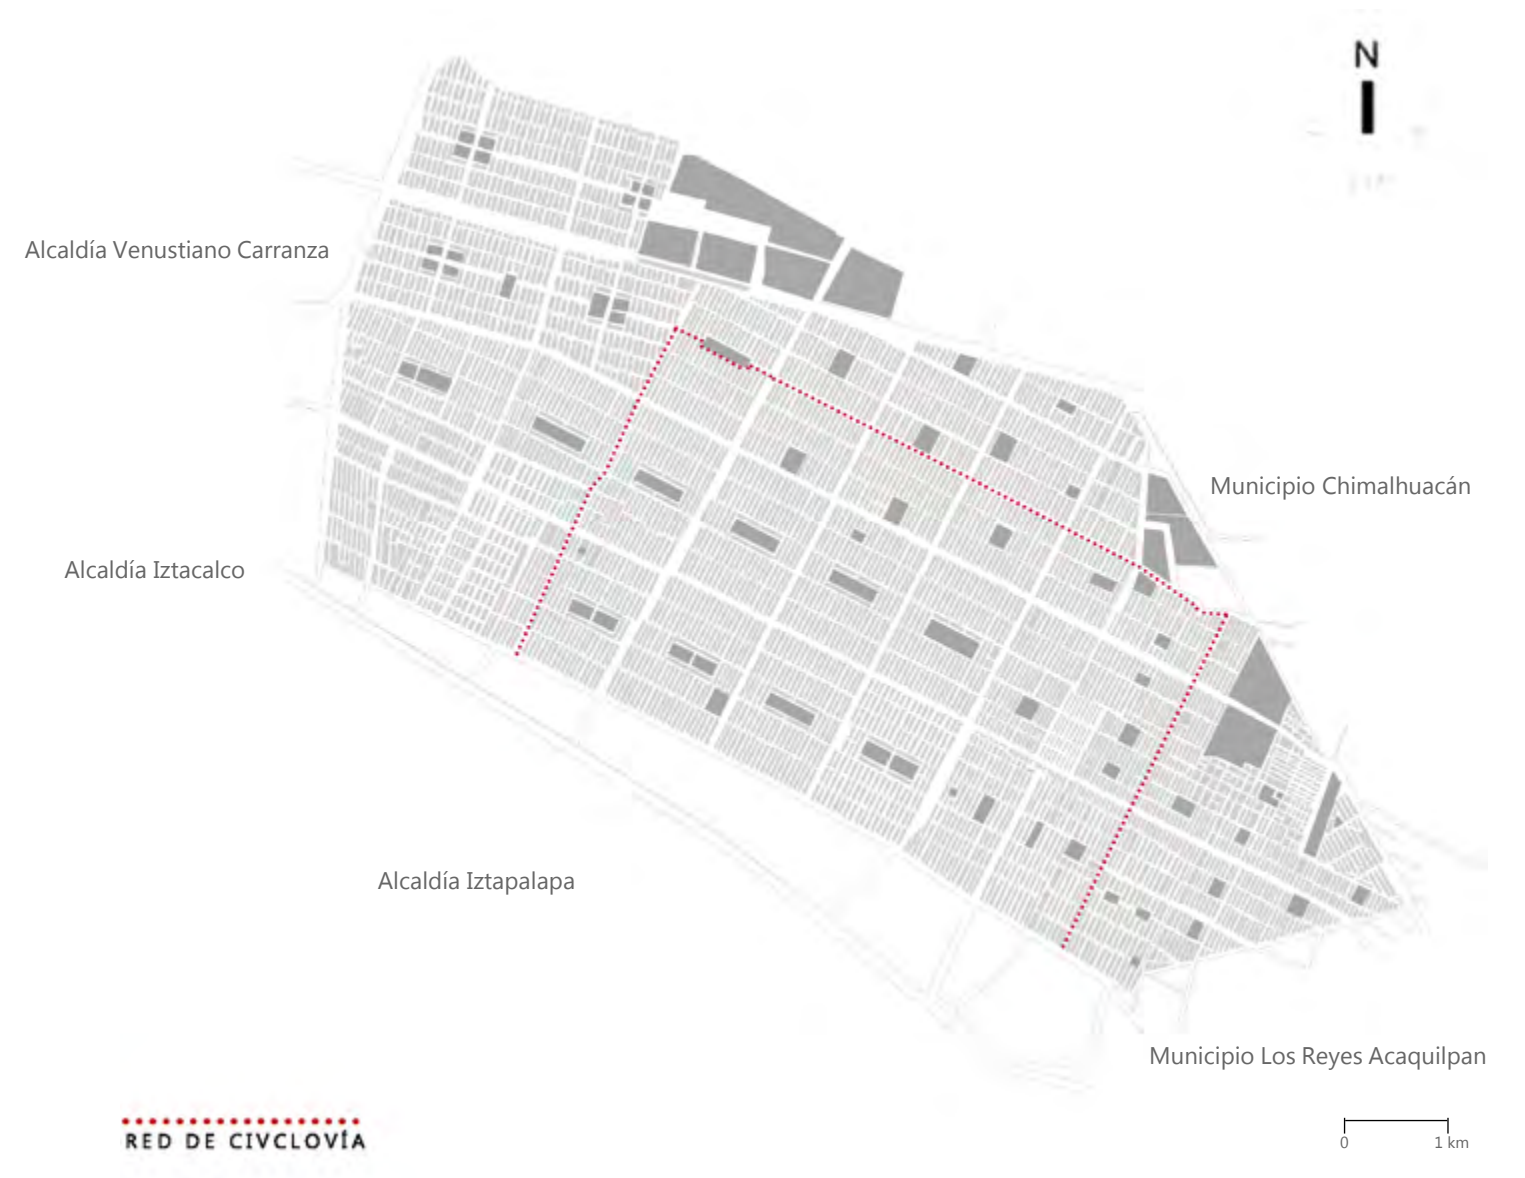 N
Alcaldía Venustiano Carranza
Municipio Chimalhuacán
Alcaldía Iztacalco
Alcaldía Iztapalapa
Municipio Los Reyes Acaquilpan
RED DE CIVCLOVÍA
0 1 km